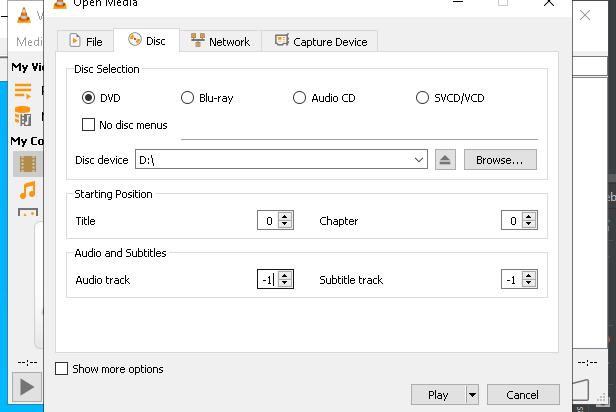 Open Media
V
Medi
File
Disc
Network
Capture Device
My Vi
Disc Selection
DVD
Blu-ray
Audio CD
SVCD/VCD
No disc menus
My Co
Disc device
D:\
Browse...
Starting Position
Title
0
Chapter
0
Audio and Subtitles
Audio track
-1
Subtitle track
-1
--:--
Show more options
--:--
Play
Cancel